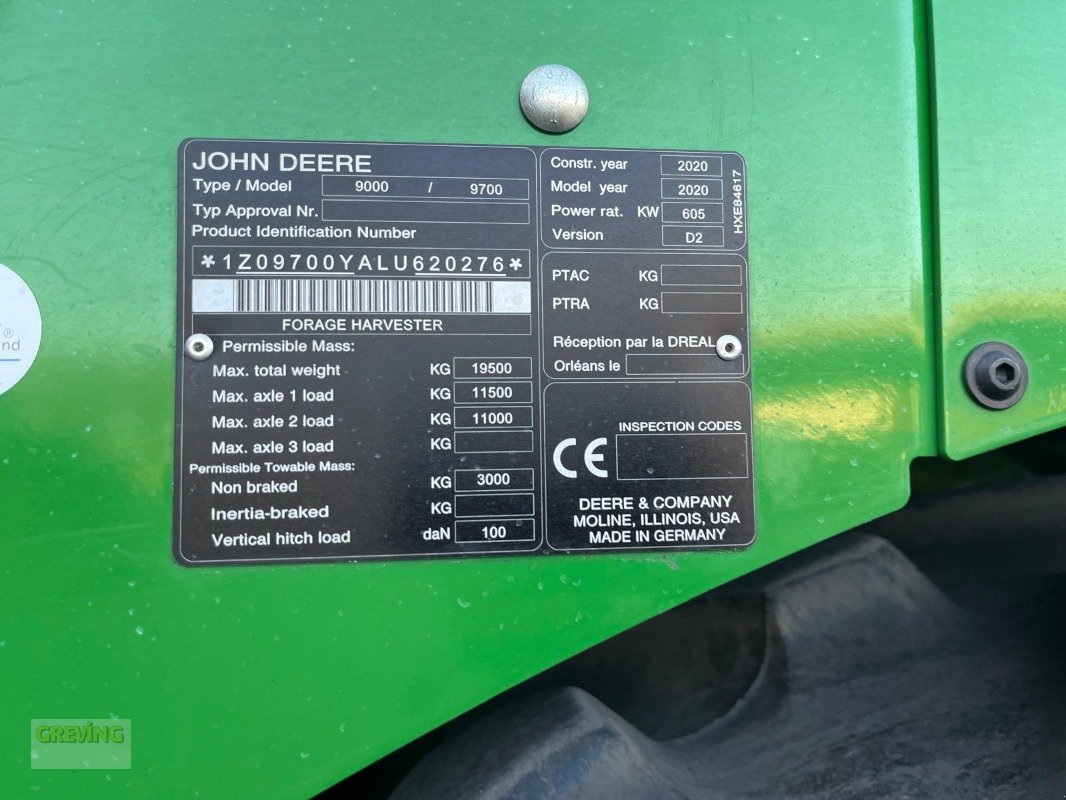 JOHN DEERE
Type / Model 9000 / 9700
Typ Approval Nr.
Product Identification Number
*1Z09700YALU620276*
FORAGE HARVESTER
Permissible Mass:
Max. total weight KG 19500
Max. axle 1 load KG 11500
Max. axle 2 load KG 11000
Max. axle 3 load KG
Permissible Towable Mass:
Non braked KG 3000
Inertia-braked KG
Vertical hitch load daN 100
Constr. year 2020
Model year 2020
Power rat. KW 605
Version D2
HXE84617
PTAC KG
PTRA KG
Réception par la DREAL
Orléans le
INSPECTION CODES
CE
DEERE & COMPANY
MOLINE, ILLINOIS, USA
MADE IN GERMANY
®
nd
GREVING